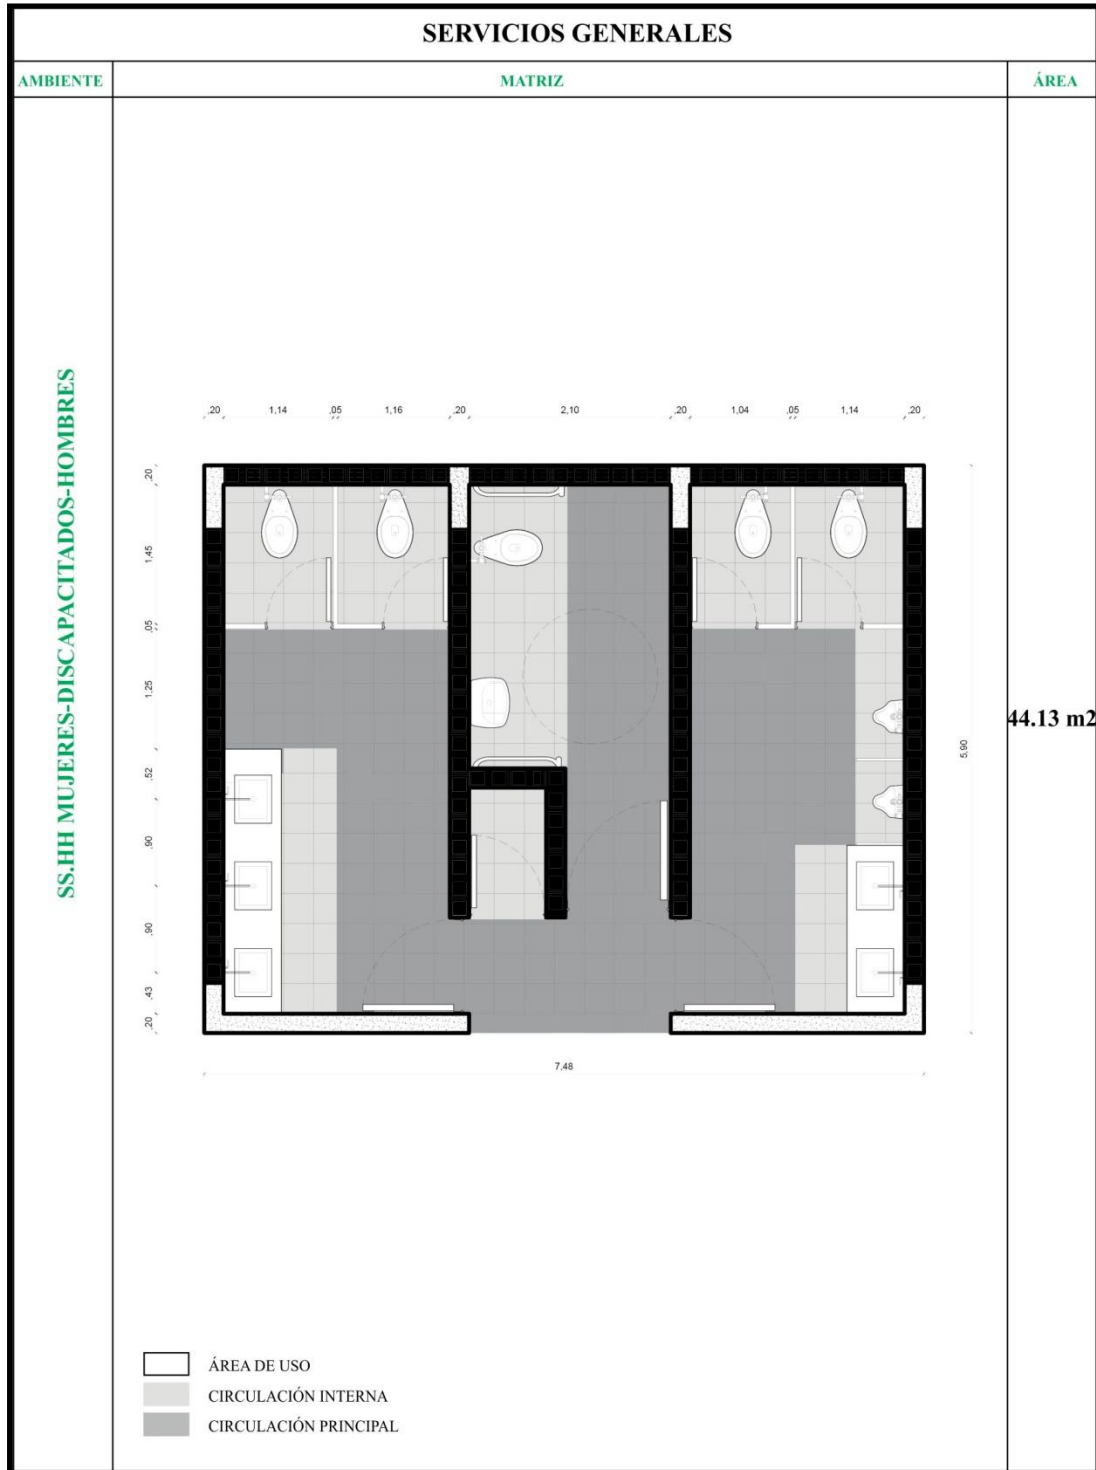 SERVICIOS GENERALES
AMBIENTE
MATRIZ
ÁREA
SS.HH MUJERES-DISCAPACITADOS-HOMBRES
,20
1,14
,05
1,16
,20
2,10
,20
1,04
,05
1,14
,20
,20
1,45
,05
1,25
,52
,90
,90
,43
,20
5,90
7,48
44.13 m2
ÁREA DE USO
CIRCULACIÓN INTERNA
CIRCULACIÓN PRINCIPAL